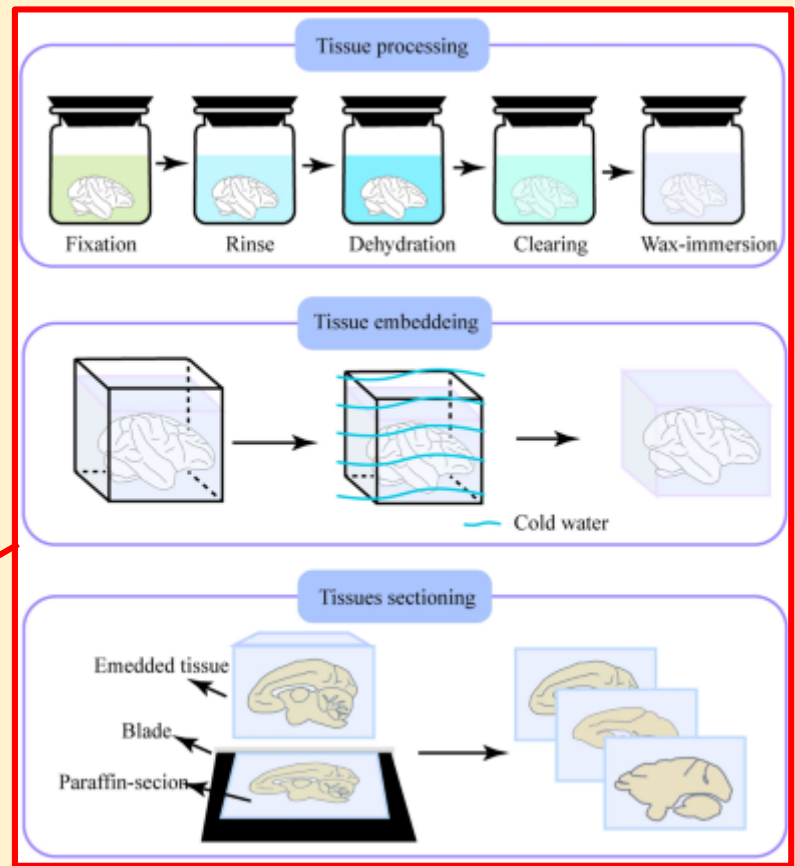 Tissue processing
Fixation
Rinse
Dehydration
Clearing
Wax-immersion
Tissue embeddeing
Cold water
Tissues sectioning
Emedded tissue
Blade
Paraffin-secion